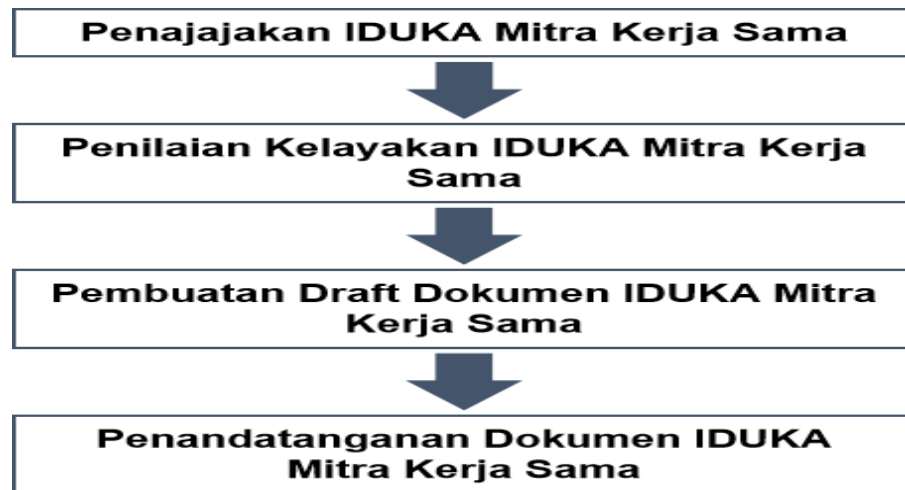 Penajajakan IDUKA Mitra Kerja Sama
Penilaian Kelayakan IDUKA Mitra Kerja
Sama
Pembuatan Draft Dokumen IDUKA Mitra
Kerja Sama
Penandatanganan Dokumen IDUKA
Mitra Kerja Sama